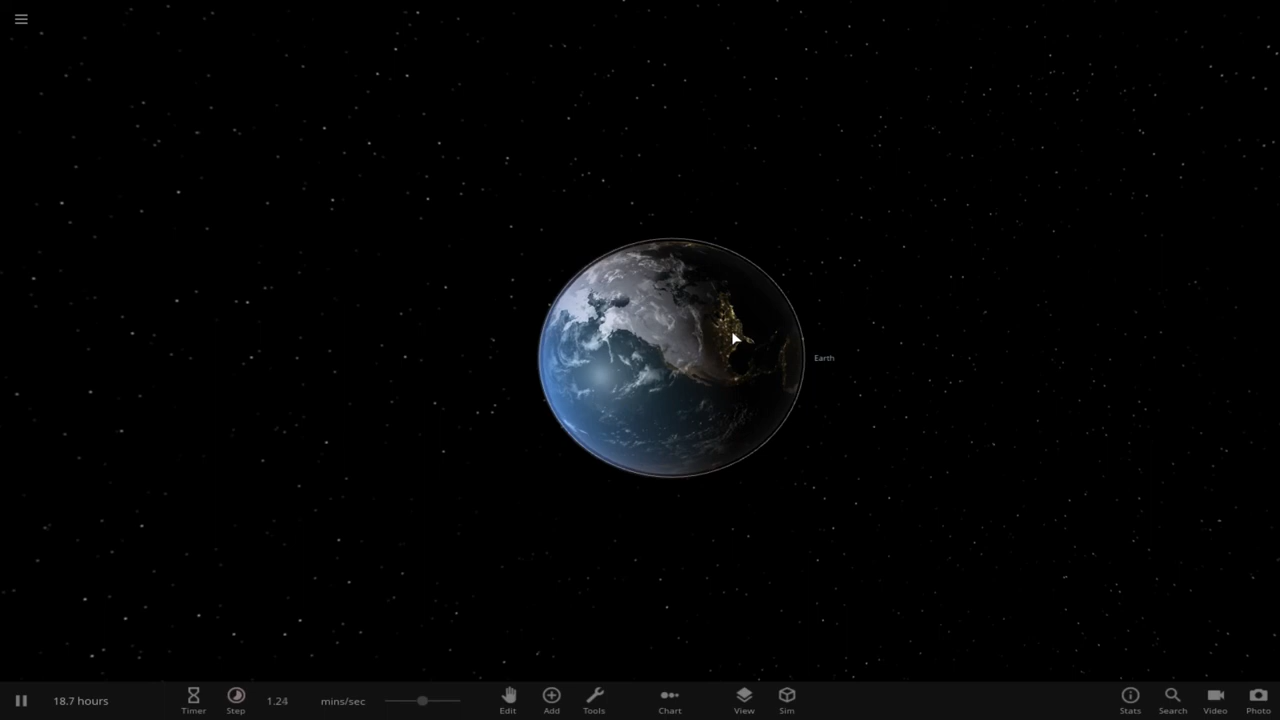 Earth
18.7 hours
Timer
Step
1.24
mins/sec
Edit
Add
Tools
Chart
View
Sim
Stats
Search
Video
Photo